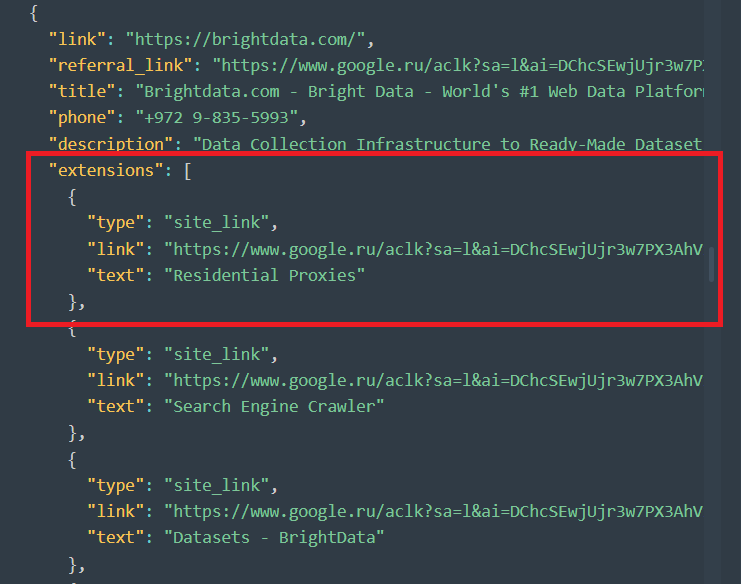 {
"link": "https://brightdata.com/",
"referral_link": "https://www.google.ru/aclk?sa=l&ai=DChcSEwjUjr3w7P
"title": "Brightdata.com - Bright Data - World's #1 Web Data Platfor
"phone": "+972 9-835-5993",
"description": "Data Collection Infrastructure to Ready-Made Dataset
"extensions": [
{
"type": "site_link",
"link": "https://www.google.ru/aclk?sa=l&ai=DChcSEwjUjr3w7PX3AhV
"text": "Residential Proxies"
},
{
"type": "site_link",
"link": "https://www.google.ru/aclk?sa=l&ai=DChcSEwjUjr3w7PX3AhV
"text": "Search Engine Crawler"
},
{
"type": "site_link",
"link": "https://www.google.ru/aclk?sa=l&ai=DChcSEwjUjr3w7PX3AhV
"text": "Datasets - BrightData"
},